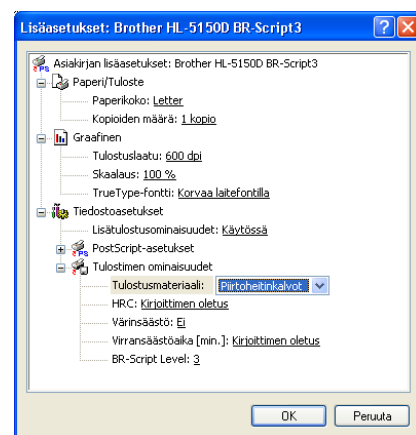 Lisäasetukset: Brother HL-5150D BR-Script3
Asiakirjan lisäasetukset: Brother HL-5150D BR-Script3
Paperi/Tuloste
Paperikoko: Letter
Kopioiden määrä: 1 kopio
Graafinen
Tulostuslaatu: 600 dpi
Skaalaus: 100 %
TrueType-fontti: Korvaa laitefontilla
Tiedostoasetukset
Lisätulostusominaisuudet: Käytössä
PostScript-asetukset
Tulostimen ominaisuudet
Tulostusmateriaali: Piirtoheitinkalvot
HRC: Kirjoittimen oletus
Värinsäästö: Ei
Virransäästöaika [min.]: Kirjoittimen oletus
BR-Script Level: 3
OK Peruuta